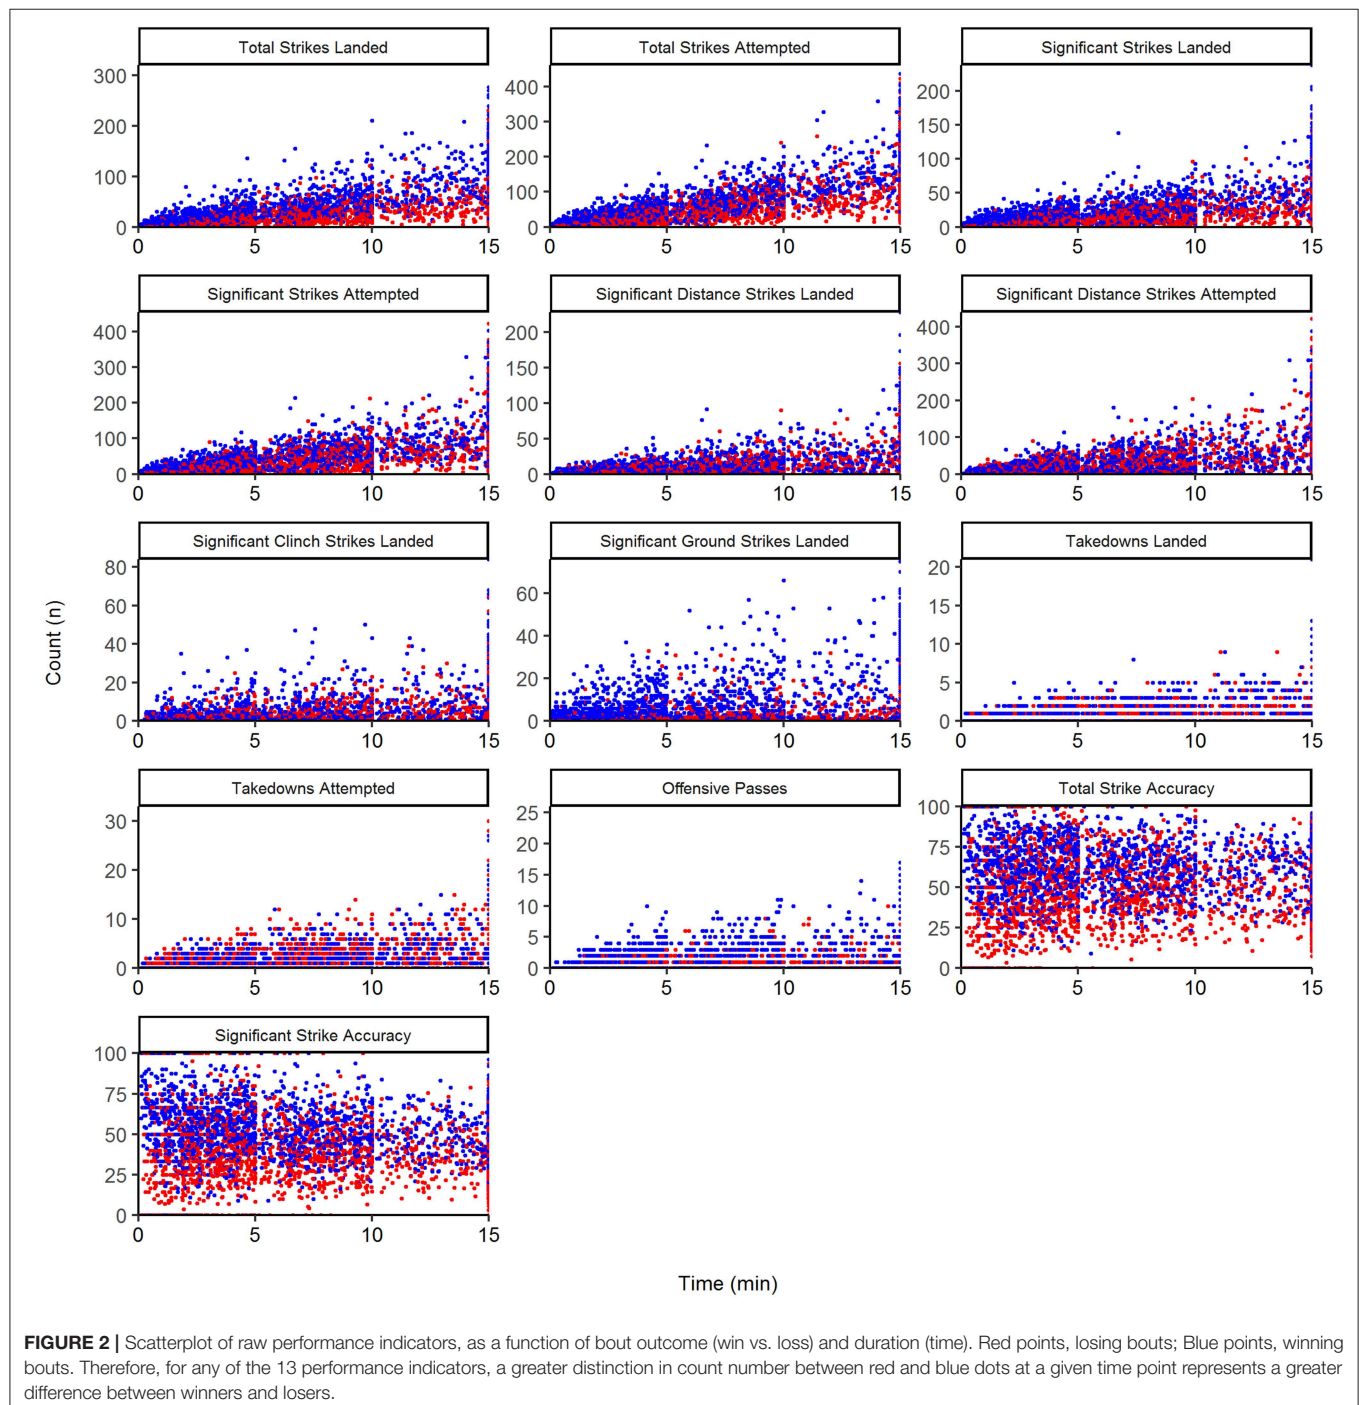 Total Strikes Landed
Total Strikes Attempted
Significant Strikes Landed
300
200
100
0
0 5 10 15
400
300
200
100
0
0 5 10 15
200
150
100
50
0
0 5 10 15
Significant Strikes Attempted
Significant Distance Strikes Landed
Significant Distance Strikes Attempted
400
300
200
100
0
0 5 10 15
200
150
100
50
0
0 5 10 15
400
300
200
100
0
0 5 10 15
Significant Clinch Strikes Landed
Significant Ground Strikes Landed
Takedowns Landed
Count (n)
80
60
40
20
0
0 5 10 15
60
40
20
0
0 5 10 15
20
15
10
5
0
0 5 10 15
Takedowns Attempted
Offensive Passes
Total Strike Accuracy
30
20
10
0
0 5 10 15
25
20
15
10
5
0
0 5 10 15
100
75
50
25
0
0 5 10 15
Significant Strike Accuracy
100
75
50
25
0
0 5 10 15
Time (min)
FIGURE 2 | Scatterplot of raw performance indicators, as a function of bout outcome (win vs. loss) and duration (time). Red points, losing bouts; Blue points, winning
bouts. Therefore, for any of the 13 performance indicators, a greater distinction in count number between red and blue dots at a given time point represents a greater
difference between winners and losers.